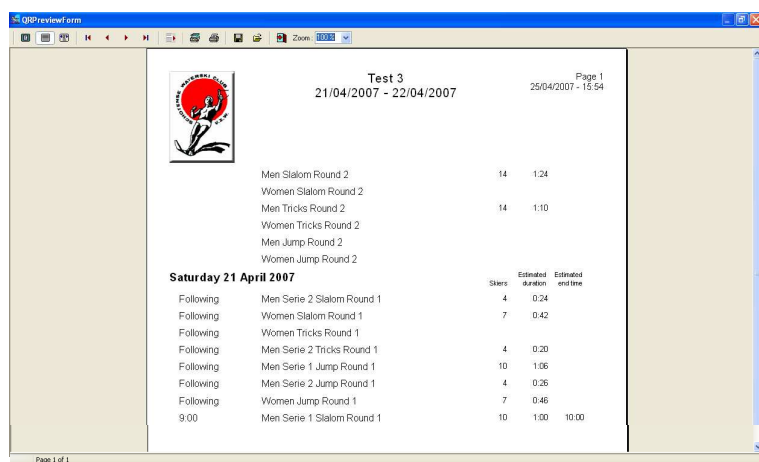 QRPreviewForm
Zoom: 100 %
WATERSKI CLUB
Test 3
21/04/2007 - 22/04/2007
Page 1
25/04/2007 - 15:54
Men Slalom Round 2 14 1:24
Women Slalom Round 2
Men Tricks Round 2 14 1:10
Women Tricks Round 2
Men Jump Round 2
Women Jump Round 2
Saturday 21 April 2007 Skiers Estimated duration Estimated end time
Following Men Serie 2 Slalom Round 1 4 0:24
Following Women Slalom Round 1 7 0:42
Following Women Tricks Round 1
Following Men Serie 2 Tricks Round 1 4 0:20
Following Men Serie 1 Jump Round 1 10 1:06
Following Men Serie 2 Jump Round 1 4 0:26
Following Women Jump Round 1 7 0:46
9:00 Men Serie 1 Slalom Round 1 10 1:00 10:00
Page 1 of 1